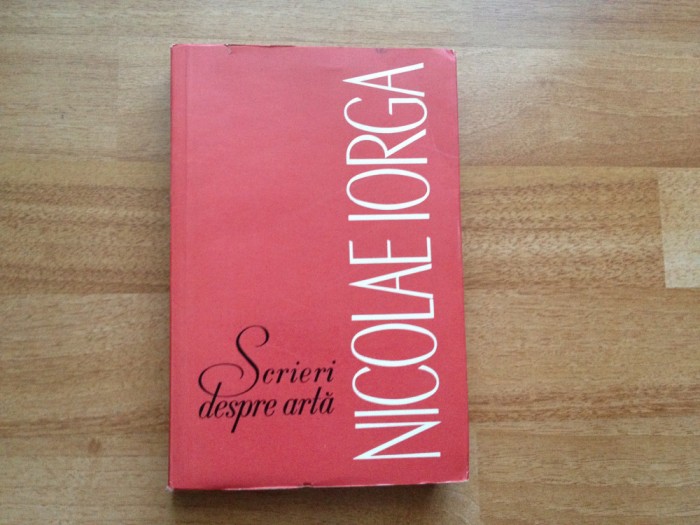 NICOLAE IORGA
Scrieri
despre artă